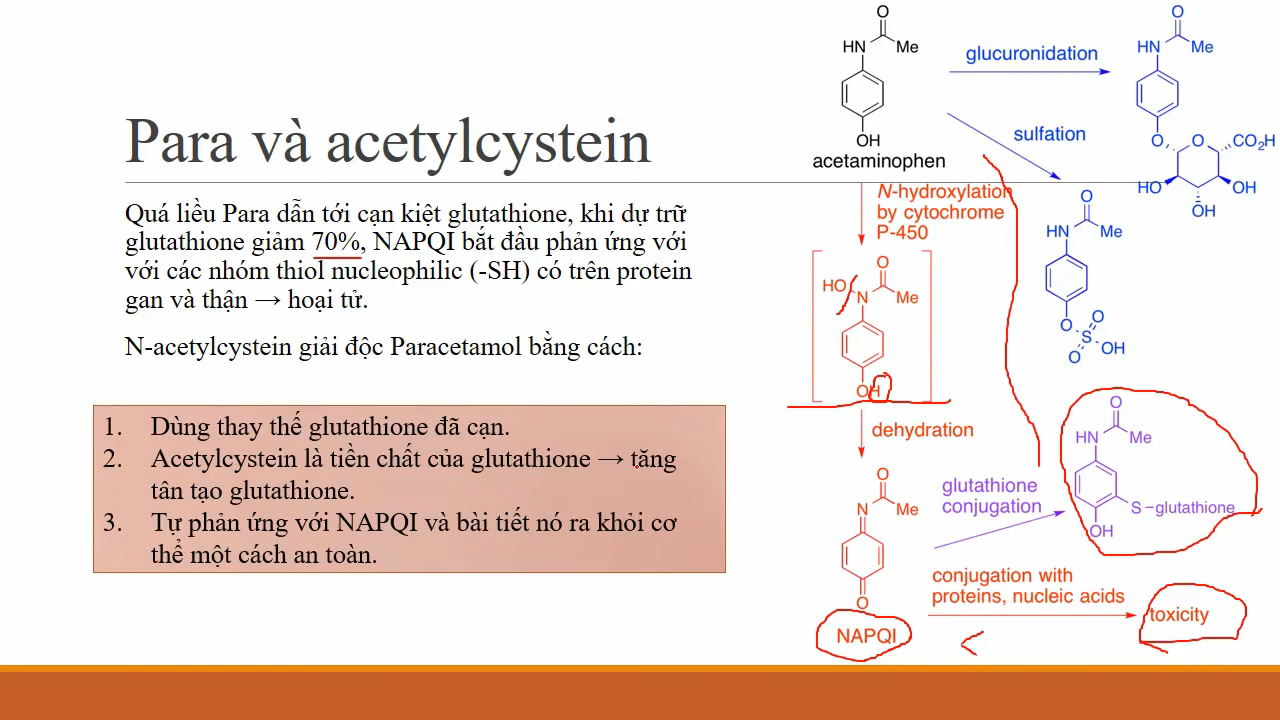 Para và acetylcystein
Quá liều Para dẫn tới cạn kiệt glutathione, khi dự trữ
glutathione giảm 70%, NAPQI bắt đầu phản ứng với
với các nhóm thiol nucleophilic (-SH) có trên protein
gan và thận → hoại tử.
N-acetylcystein giải độc Paracetamol bằng cách:
1. Dùng thay thế glutathione đã cạn.
2. Acetylcystein là tiền chất của glutathione → tăng
tân tạo glutathione.
3. Tự phản ứng với NAPQI và bài tiết nó ra khỏi cơ
thể một cách an toàn.
O
HN
Me
OH
acetaminophen
glucuronidation
O
HN
Me
O
O
CO₂H
HO
OH
OH
sulfation
O
HN
Me
O
O
S
O
OH
N-hydroxylation
by cytochrome
P-450
O
HO
N
Me
OH
dehydration
O
N
Me
O
NAPQI
glutathione
conjugation
O
HN
Me
S-glutathione
OH
conjugation with
proteins, nucleic acids
toxicity